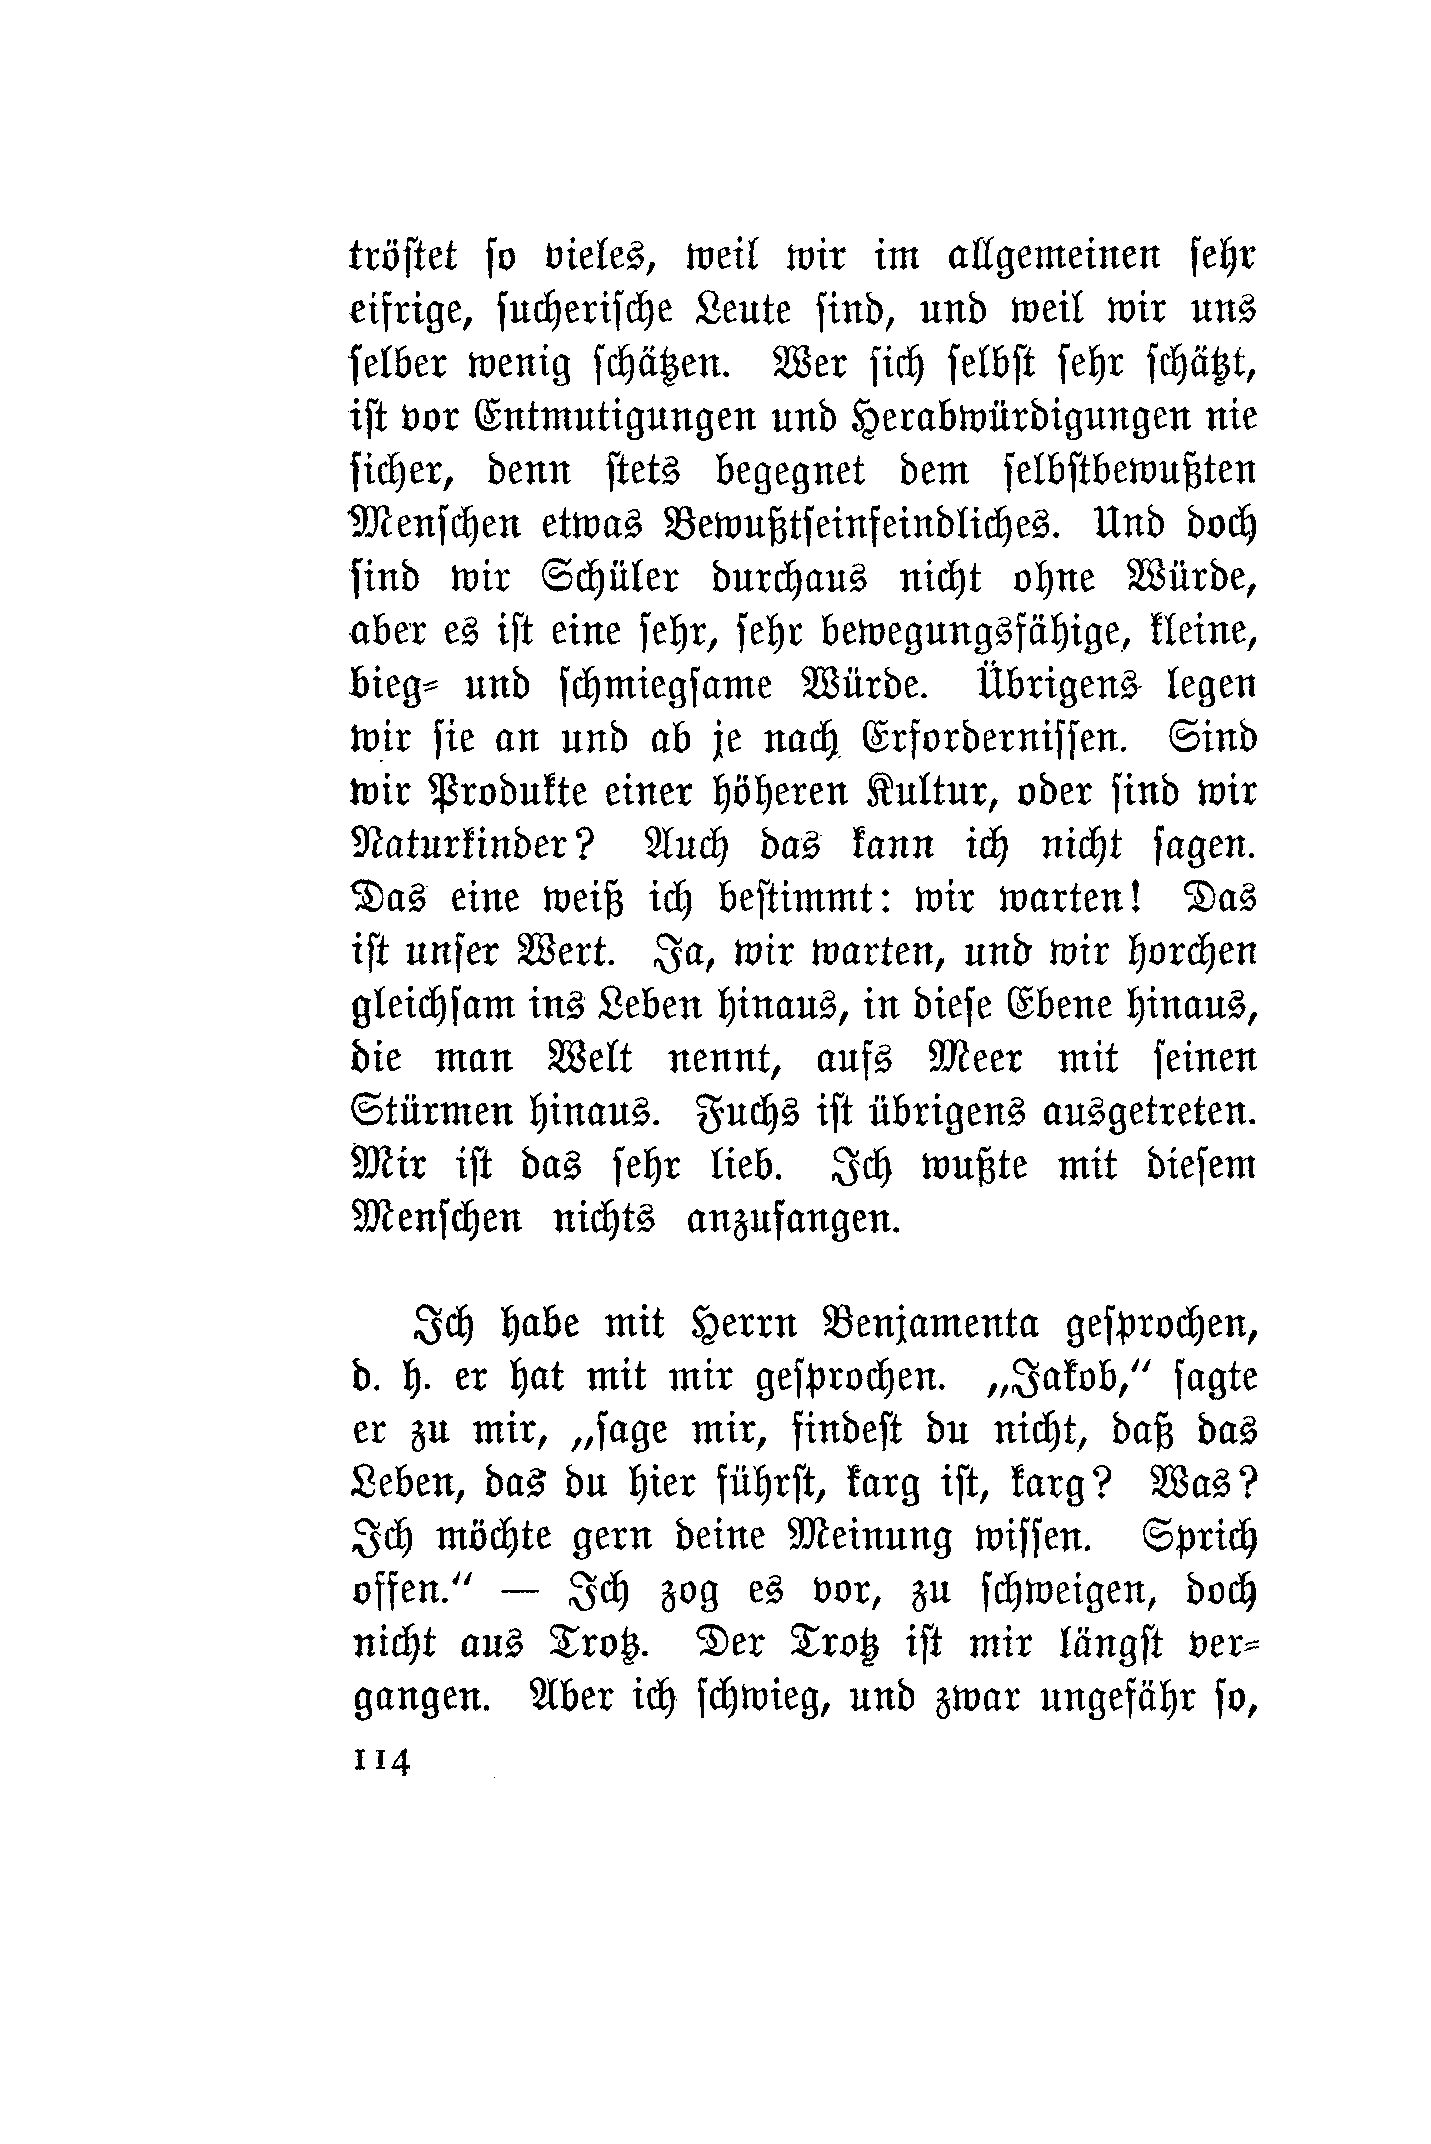 tröſtet ſo vieles, weil wir im allgemeinen ſehr
eifrige, ſucheriſche Leute ſind, und weil wir uns
ſelber wenig ſchätzen. Wer ſich ſelbſt ſehr ſchätzt,
iſt vor Entmutigungen und Herabwürdigungen nie
ſicher, denn ſtets begegnet dem ſelbſtbewußten
Menſchen etwas Bewußtſeinfeindliches. Und doch
ſind wir Schüler durchaus nicht ohne Würde,
aber es iſt eine ſehr, ſehr bewegungsfähige, kleine,
bieg⸗ und ſchmiegſame Würde. Übrigens legen
wir ſie an und ab je nach Erforderniſſen. Sind
wir Produkte einer höheren Kultur, oder ſind wir
Naturkinder? Auch das kann ich nicht ſagen.
Das eine weiß ich beſtimmt: wir warten! Das
iſt unſer Wert. Ja, wir warten, und wir horchen
gleichſam ins Leben hinaus, in dieſe Ebene hinaus,
die man Welt nennt, aufs Meer mit ſeinen
Stürmen hinaus. Fuchs iſt übrigens ausgetreten.
Mir iſt das ſehr lieb. Ich wußte mit dieſem
Menſchen nichts anzufangen.
Ich habe mit Herrn Benjamenta geſprochen,
d. h. er hat mit mir geſprochen. „Jakob,“ ſagte
er zu mir, „ſage mir, findeſt du nicht, daß das
Leben, das du hier führſt, karg iſt, karg? Was?
Ich möchte gern deine Meinung wiſſen. Sprich
offen.“ — Ich zog es vor, zu ſchweigen, doch
nicht aus Trotz. Der Trotz iſt mir längſt ver⸗
gangen. Aber ich ſchwieg, und zwar ungefähr ſo,
114